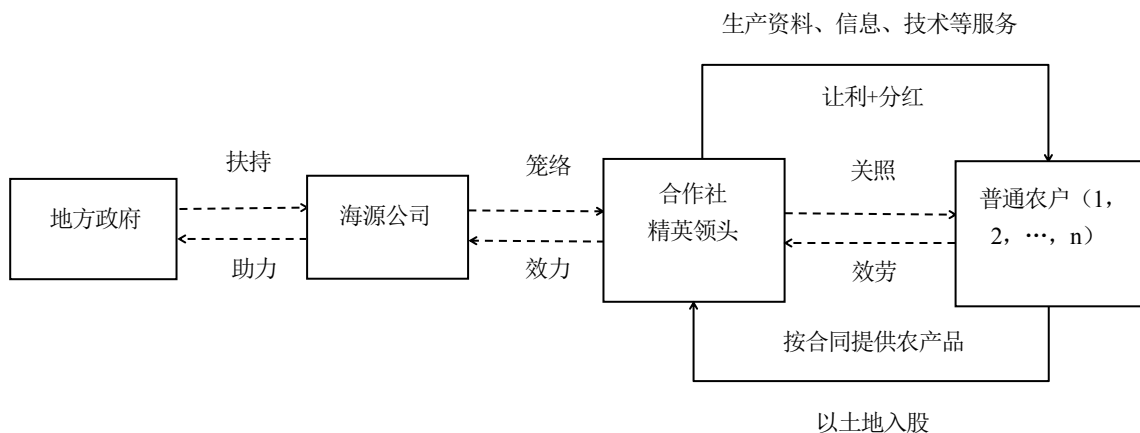 生产资料、信息、技术等服务
让利+分红
扶持
笼络
关照
地方政府
海源公司
合作社
精英领头
普通农户（1，
2，…，n）
助力
效力
效劳
按合同提供农产品
以土地入股